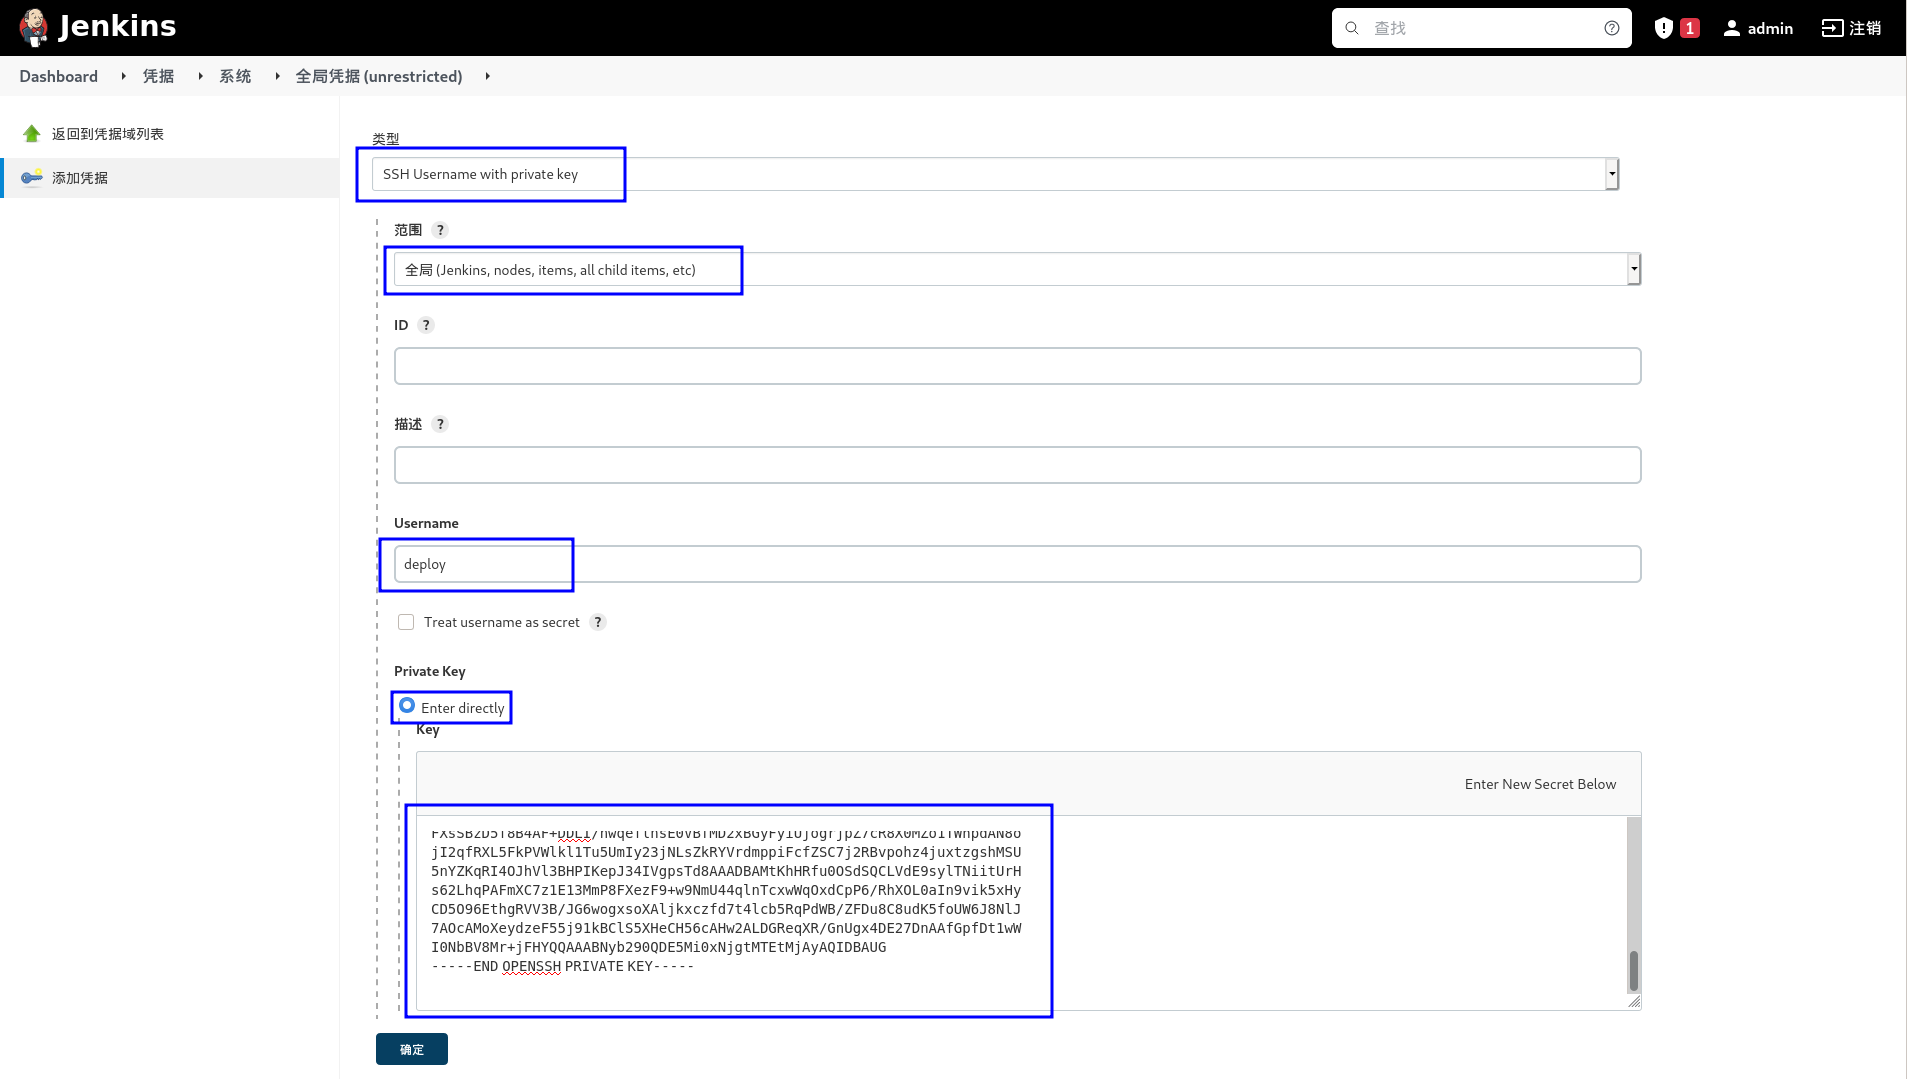 Jenkins
查找
1
admin
注销
Dashboard
凭据
系统
全局凭据 (unrestricted)
返回到凭据域列表
添加凭据
类型
SSH Username with private key
范围 ?
全局 (Jenkins, nodes, items, all child items, etc)
ID ?
描述 ?
Username
deploy
Treat username as secret ?
Private Key
Enter directly
Key
Enter New Secret Below
jI2qfRXL5FkPVWlkl1Tu5UmIy23jNLsZkRYVrdmppiFcfZSC7j2RBvpohz4juxtzgshMSU
5nYZKqRI4OJhVl3BHPIKepJ34IVgpsTd8AAADBAMtKhHRfu0OSdSQCLVdE9sylTNiitUrH
s62LhqPAFmXC7z1E13MmP8FXezF9+w9NmU44qlnTcxwWqOxdCpP6/RhXOL0aIn9vik5xHy
CD5O96EthgRVV3B/JG6wogxsoXAljkxczfd7t4lcb5RqPdWB/ZFDu8C8udK5foUW6J8NlJ
7AOcAMoXeydzeF55j91kBClS5XHeCH56cAHw2ALDGReqXR/GnUgx4DE27DnAAfGpfDt1wW
I0NbBV8Mr+jFHYQQAAABNyb290QDE5Mi0xNjgtMTEtMjAyAQIDBAUG
-----END OPENSSH PRIVATE KEY-----
确定